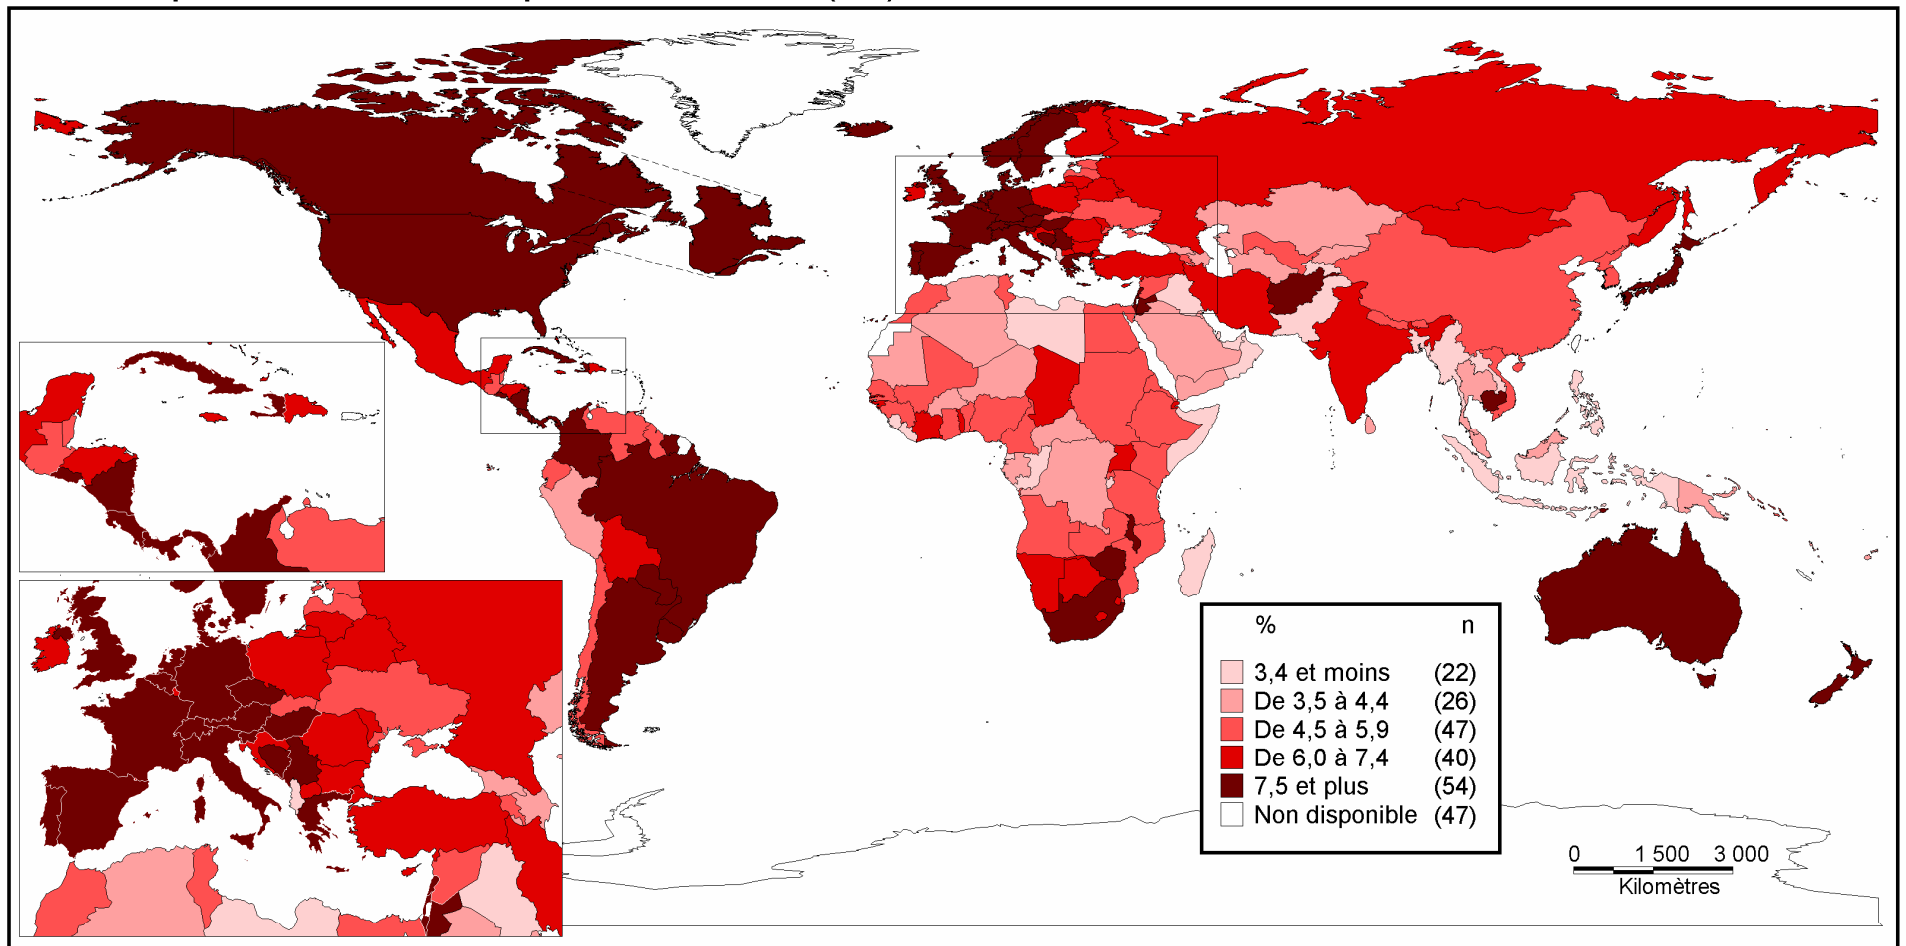 % n
3,4 et moins (22)
De 3,5 à 4,4 (26)
De 4,5 à 5,9 (47)
De 6,0 à 7,4 (40)
7,5 et plus (54)
Non disponible (47)
0 1 500 3 000
Kilomètres